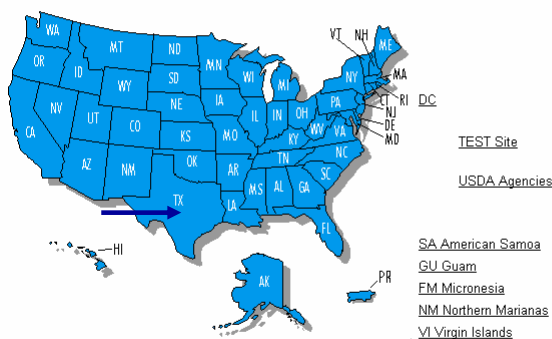 WA
MT
ND
MN
VT
NH
ME
OR
ID
SD
WI
MI
NY
MA
WY
NV
UT
CO
NE
IA
IL
IN
OH
PA
CT
RI
DC
NJ
DE
MD
CA
KS
MO
KY
WV
VA
TEST Site
AZ
NM
OK
AR
TN
NC
SC
USDA Agencies
TX
LA
MS
AL
GA
FL
HI
AK
PR
SA American Samoa
GU Guam
FM Micronesia
NM Northern Marianas
VI Virgin Islands